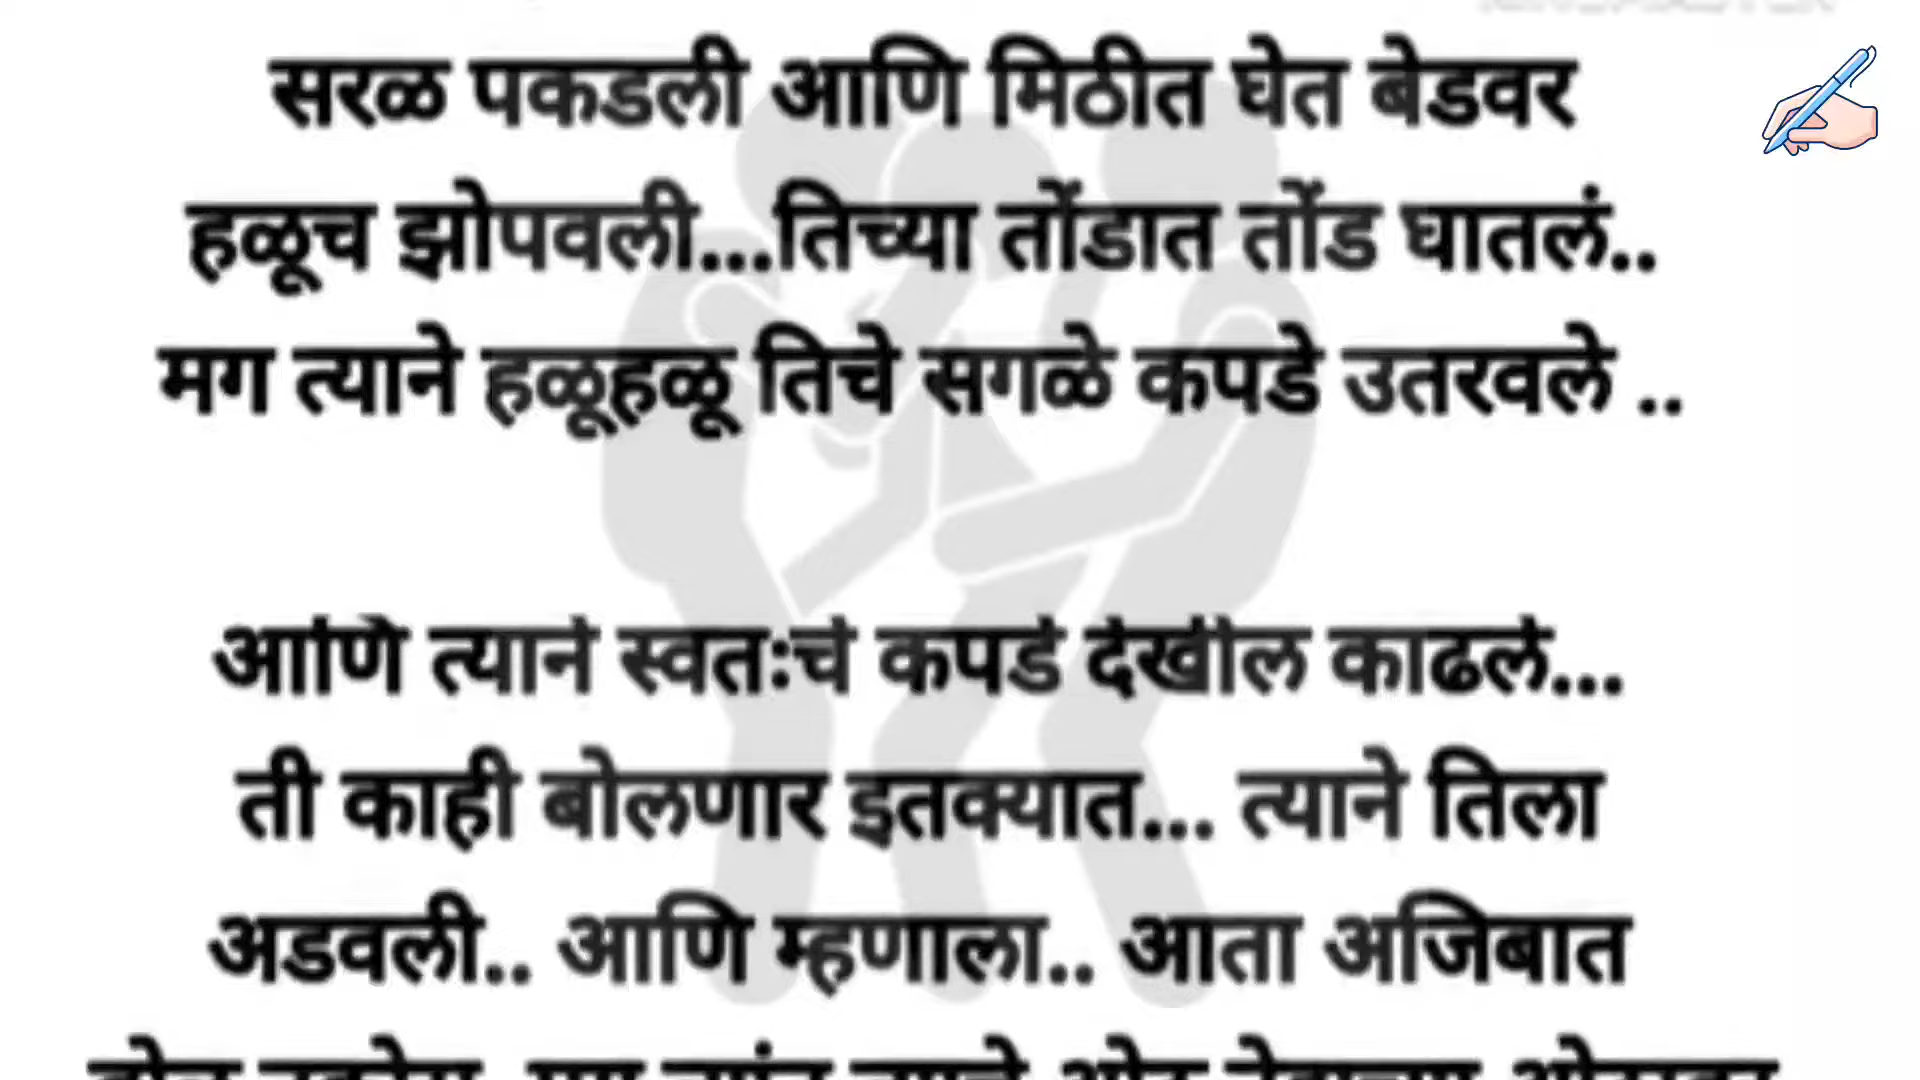 सरळ पकडली आणि मिठीत घेत बेडवर
हळूच झोपवली...तिच्या तोंडात तोंड घातलं..
मग त्याने हळूहळू तिचे सगळे कपडे उतरवले ..
आणि त्याने स्वतःचे कपडे देखील काढले...
ती काही बोलणार इतक्यात... त्याने तिला
अडवली.. आणि म्हणाला.. आता अजिबात